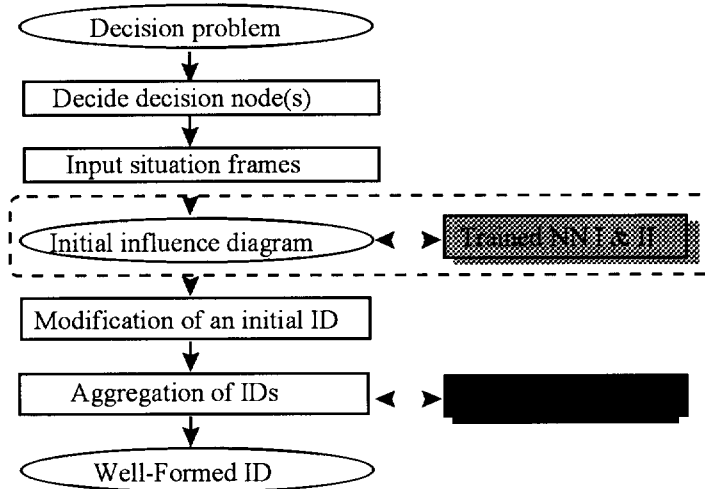 Decision problem
Decide decision node(s)
Input situation frames
Initial influence diagram
Trained NN I & II
Modification of an initial ID
Aggregation of IDs
Well-Formed ID